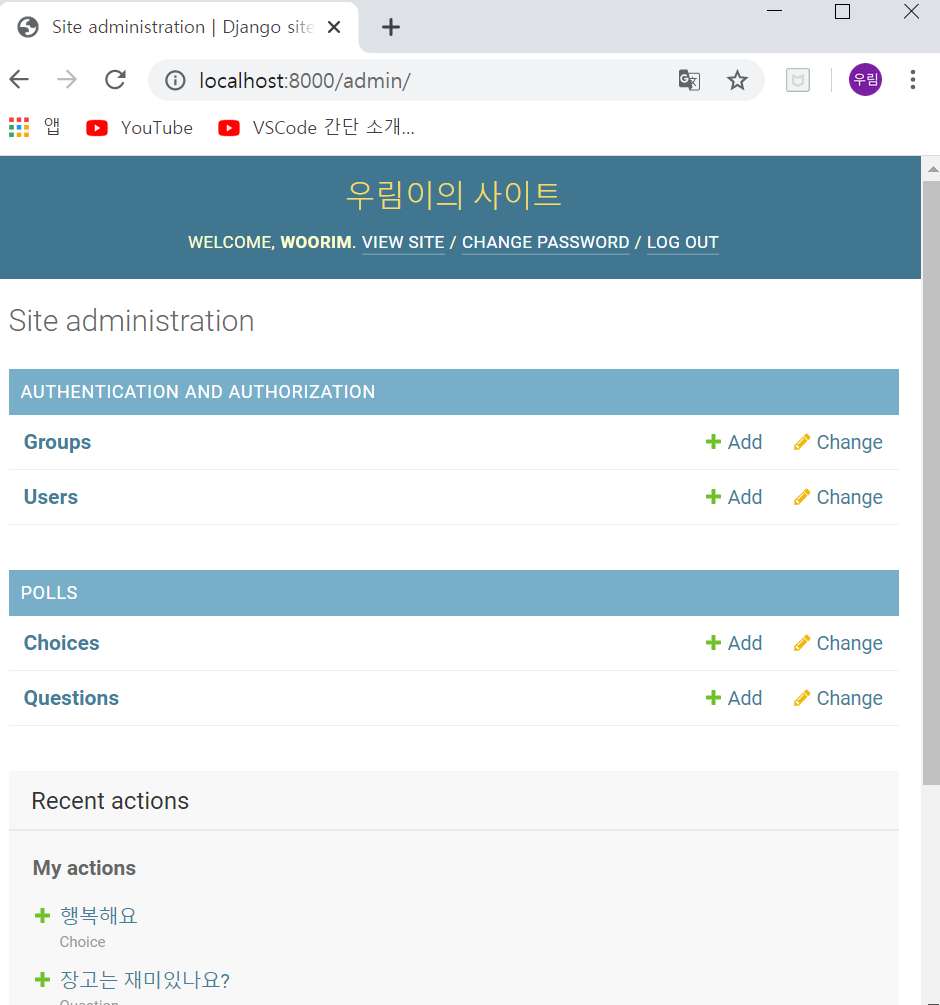 Site administration | Django site
localhost:8000/admin/
우림
앱 YouTube VSCode 간단 소개...
우림이의 사이트
WELCOME, WOORIM. VIEW SITE / CHANGE PASSWORD / LOG OUT
Site administration
AUTHENTICATION AND AUTHORIZATION
Groups Add Change
Users Add Change
POLLS
Choices Add Change
Questions Add Change
Recent actions
My actions
행복해요
Choice
장고는 재미있나요?
Question